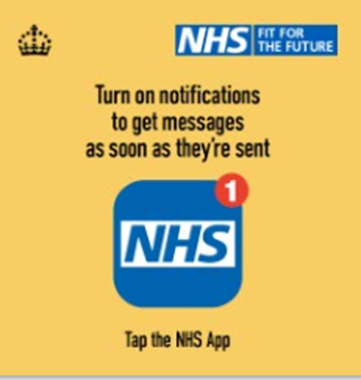 NHS FIT FOR
THE FUTURE
Turn on notifications
to get messages
as soon as they're sent
1
NHS
Tap the NHS App